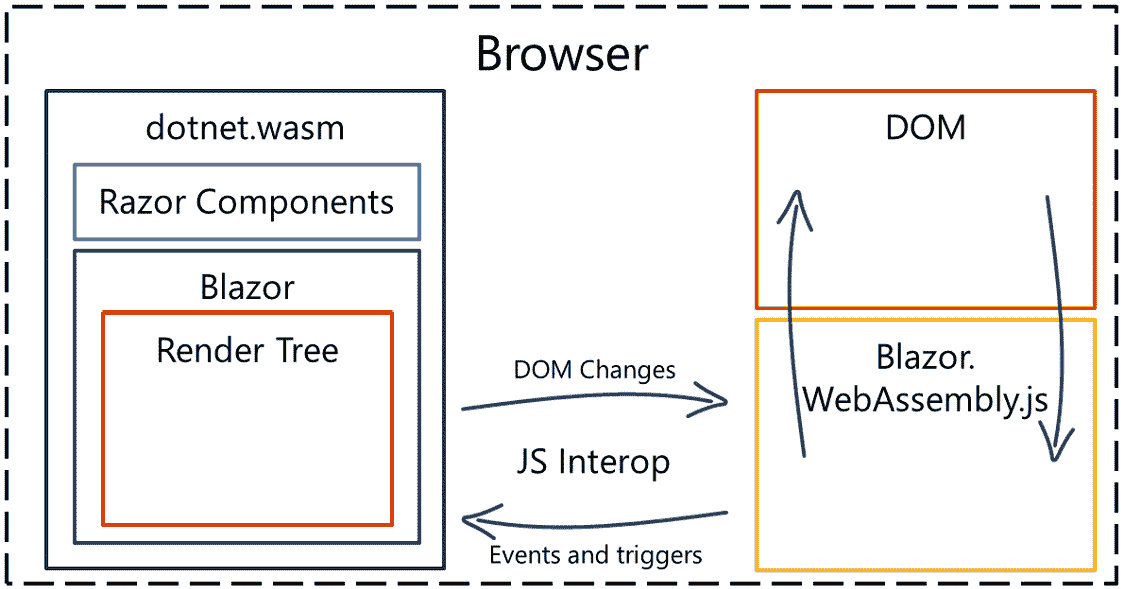 Browser
dotnet.wasm
Razor Components
Blazor
Render Tree
DOM Changes
JS Interop
Events and triggers
DOM
Blazor.
WebAssembly.js